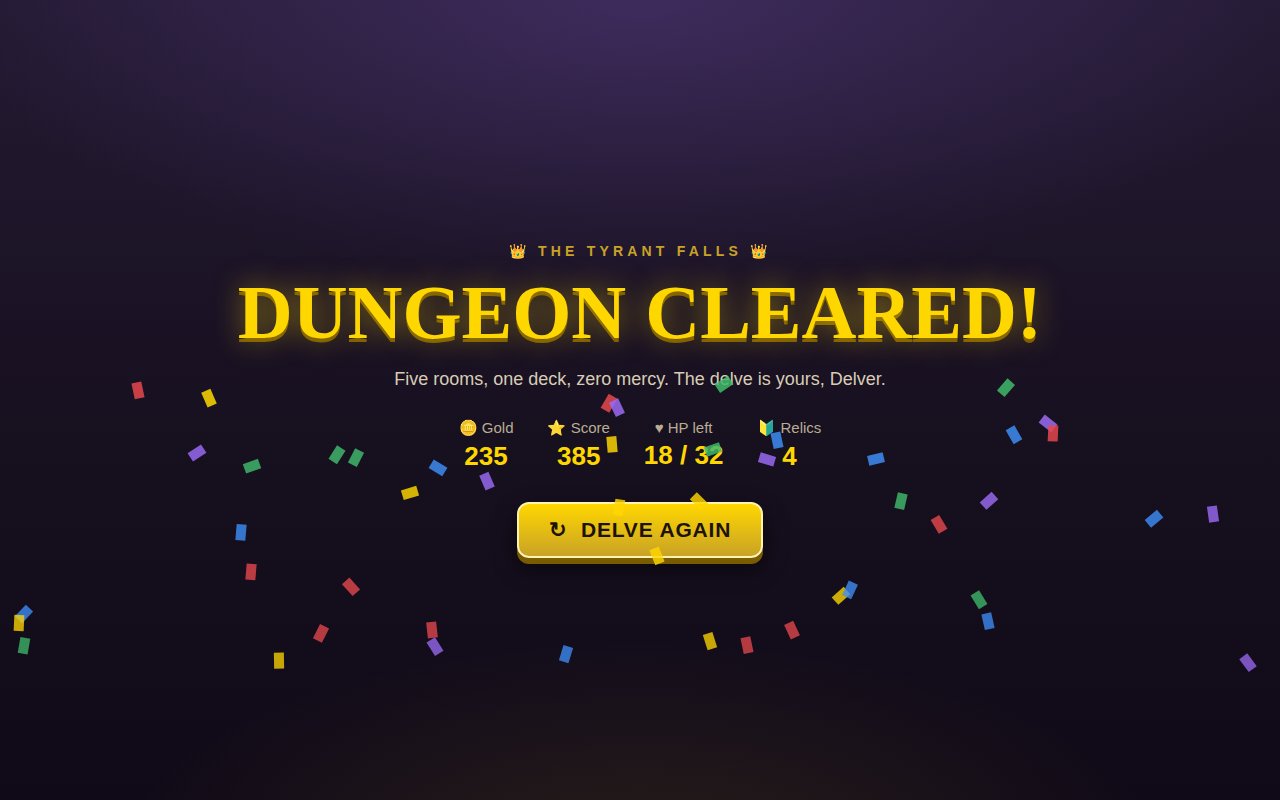 👑 THE TYRANT FALLS 👑
DUNGEON CLEARED!
Five rooms, one deck, zero mercy. The delve is yours, Delver.
🪙 Gold ⭐ Score ♥ HP left 🔰 Relics
235 385 18 / 32 4
↻ DELVE AGAIN